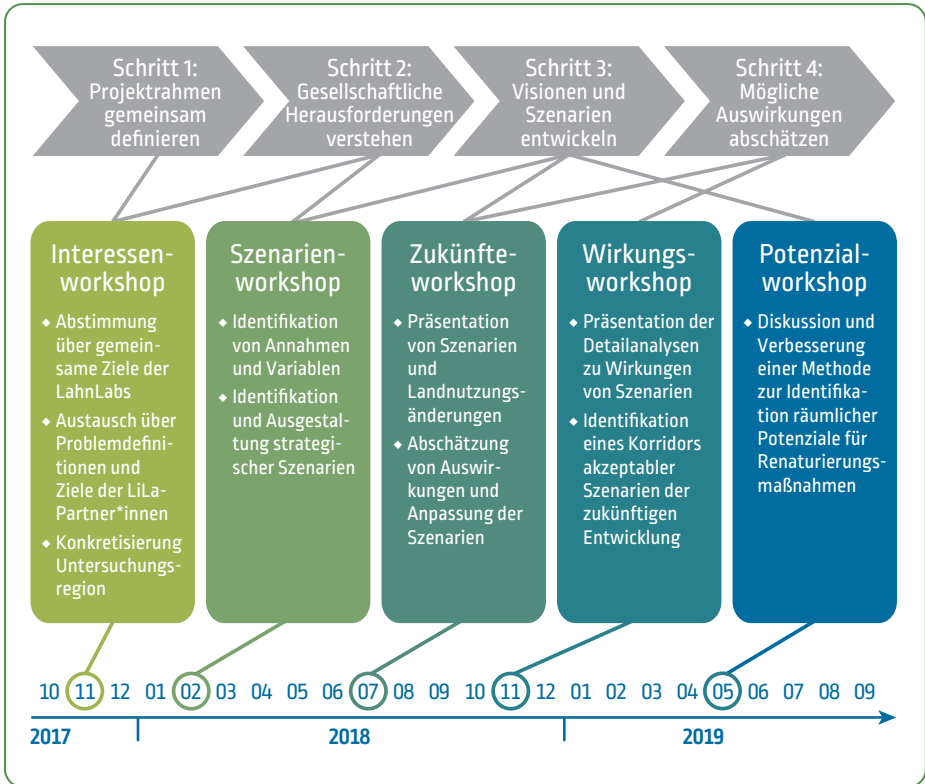 Schritt 1:
Projektrahmen
gemeinsam
definieren
Schritt 2:
Gesellschaftliche
Herausforderungen
verstehen
Schritt 3:
Visionen und
Szenarien
entwickeln
Schritt 4:
Mögliche
Auswirkungen
abschätzen
Interessen-
workshop
◆ Abstimmung
über gemein-
same Ziele der
LahnLabs
◆ Austausch über
Problemdefini-
tionen und
Ziele der LiLa-
Partner*innen
◆ Konkretisierung
Untersuchungs-
region
Szenarien-
workshop
◆ Identifikation
von Annahmen
und Variablen
◆ Identifikation
und Ausgestal-
tung strategi-
scher Szenarien
Zukünfte-
workshop
◆ Präsentation
von Szenarien
und
Landnutzungs-
änderungen
◆ Abschätzung
von Auswir-
kungen und
Anpassung der
Szenarien
Wirkungs-
workshop
◆ Präsentation der
Detailanalysen
zu Wirkungen
von Szenarien
◆ Identifikation
eines Korridors
akzeptabler
Szenarien der
zukünftigen
Entwicklung
Potenzial-
workshop
◆ Diskussion und
Verbesserung
einer Methode
zur Identifika-
tion räumlicher
Potenziale für
Renaturierungs-
maßnahmen
10 11 12 01 02 03 04 05 06 07 08 09 10 11 12 01 02 03 04 05 06 07 08 09
2017 2018 2019